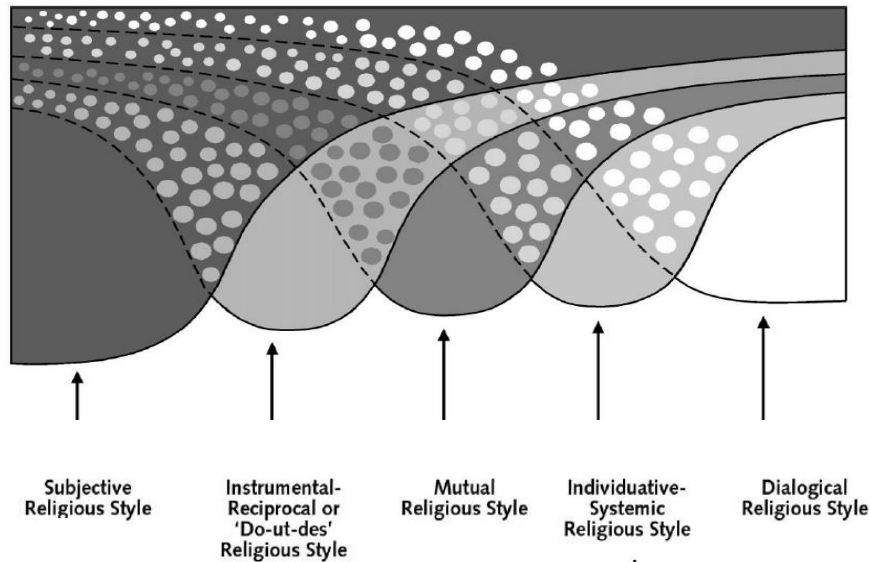 Subjective
Religious Style
Instrumental-
Reciprocal or
'Do-ut-des'
Religious Style
Mutual
Religious Style
Individuative-
Systemic
Religious Style
Dialogical
Religious Style